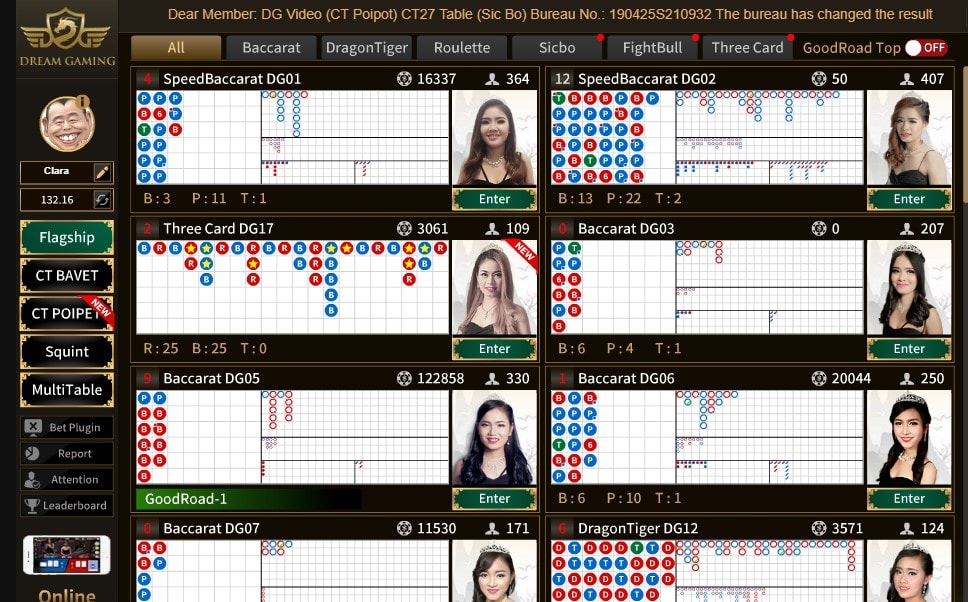 Dear Member: DG Video (CT Poipot) CT27 Table (Sic Bo) Bureau No.: 190425S210932 The bureau has changed the result
DREAM GAMING
All Baccarat DragonTiger Roulette Sicbo FightBull Three Card GoodRoad Top OFF
Clara
132.16
Flagship
CT BAVET
CT POIPET NEW
Squint
MultiTable
Bet Plugin
Report
Attention
Leaderboard
Online
4 SpeedBaccarat DG01 16337 364
B:3 P:11 T:1 Enter
12 SpeedBaccarat DG02 50 407
B:13 P:22 T:2 Enter
2 Three Card DG17 3061 109
NEW
R:25 B:25 T:0 Enter
0 Baccarat DG03 0 207
B:6 P:4 T:1 Enter
9 Baccarat DG05 122858 330
GoodRoad-1 Enter
1 Baccarat DG06 20044 250
B:6 P:10 T:1 Enter
0 Baccarat DG07 11530 171
6 DragonTiger DG12 3571 124